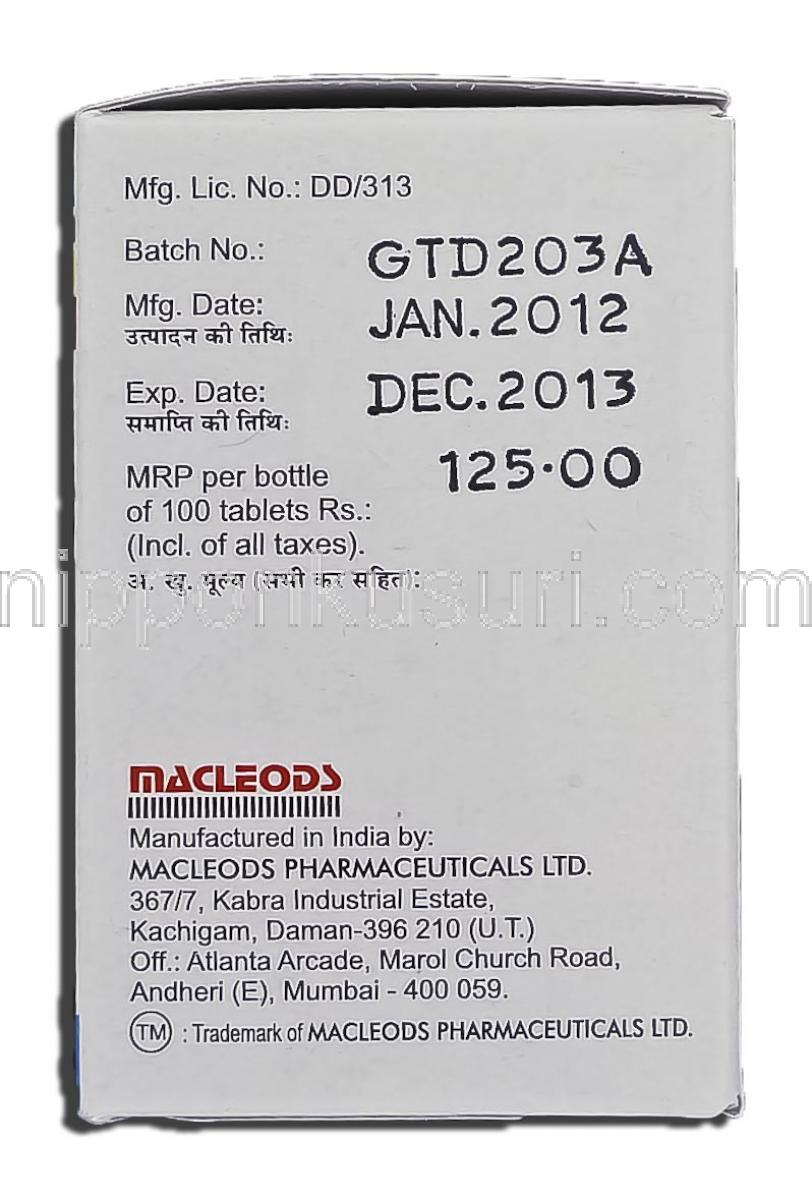 Mfg. Lic. No.: DD/313
Batch No.: GTD203A
Mfg. Date: JAN.2012
उत्पादन की तिथि:
Exp. Date: DEC.2013
समाप्ति की तिथि:
MRP per bottle 125.00
of 100 tablets Rs.:
(Incl. of all taxes).
अ. खु. मूल्य (सभी कर सहित):
nipponkusuri.com
MACLEODS
Manufactured in India by:
MACLEODS PHARMACEUTICALS LTD.
367/7, Kabra Industrial Estate,
Kachigam, Daman-396 210 (U.T.)
Off.: Atlanta Arcade, Marol Church Road,
Andheri (E), Mumbai - 400 059.
TM : Trademark of MACLEODS PHARMACEUTICALS LTD.